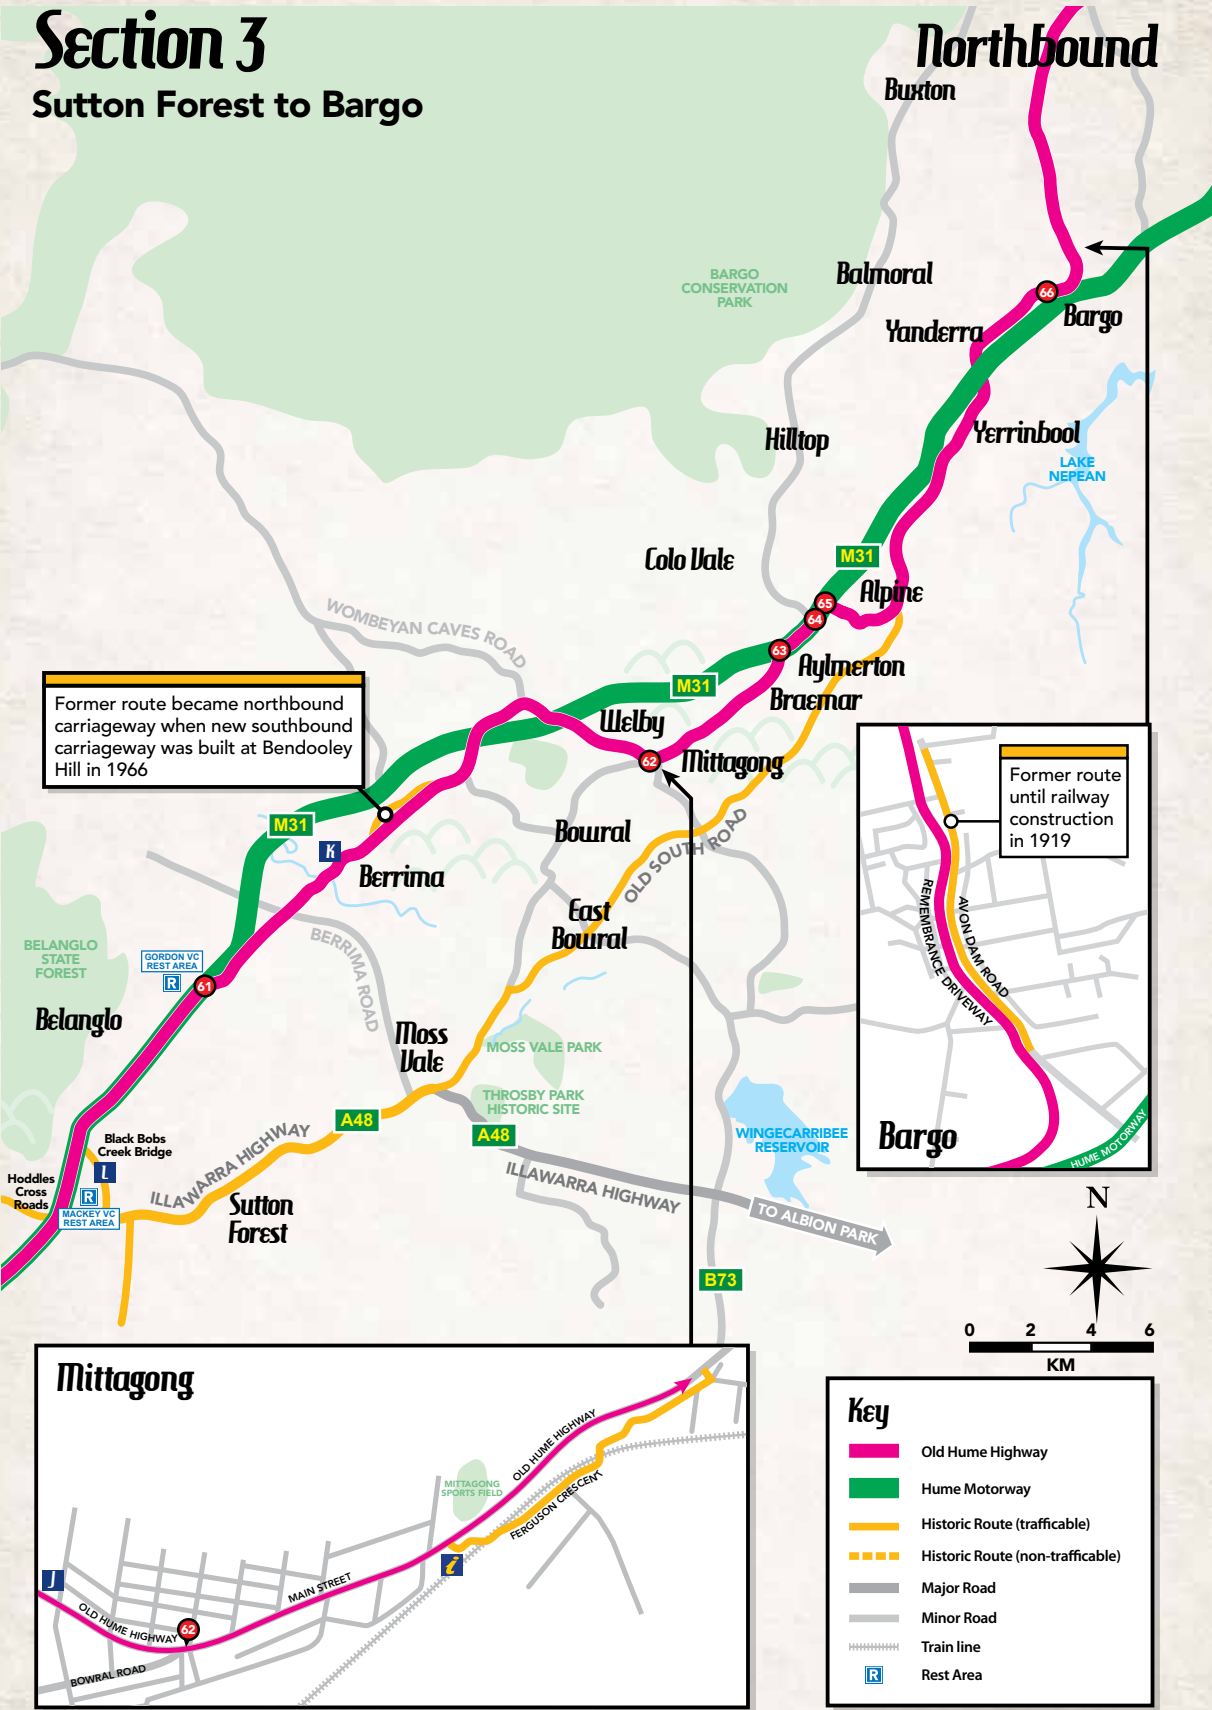 Section 3
Sutton Forest to Bargo
Northbound
Buxton
BARGO
CONSERVATION
PARK
Balmoral
66
Bargo
Yanderra
Hilltop
Yerrinbool
LAKE
NEPEAN
Colo Vale
M31
Alpine
65
64
WOMBEYAN CAVES ROAD
63
Aylmerton
M31
Braemar
Former route became northbound
carriageway when new southbound
carriageway was built at Bendooley
Hill in 1966
Welby
62
Mittagong
M31
K
Berrima
Bowral
OLD SOUTH ROAD
East
Bowral
BERRIMA ROAD
BELANGLO
STATE
FOREST
GORDON VC
REST AREA
R
61
Belanglo
Moss
Vale
MOSS VALE PARK
THROSBY PARK
HISTORIC SITE
A48
A48
WINGECARRIBEE
RESERVOIR
Black Bobs
Creek Bridge
L
Hoddles
Cross
Roads
R
MACKEY VC
REST AREA
ILLAWARRA HIGHWAY
Sutton
Forest
ILLAWARRA HIGHWAY
TO ALBION PARK
B73
Former route
until railway
construction
in 1919
REMEMBRANCE DRIVEWAY
AVON DAM ROAD
Bargo
HUME MOTORWAY
N
0 2 4 6
KM
Mittagong
MITTAGONG
SPORTS FIELD
OLD HUME HIGHWAY
FERGUSON CRESCENT
i
J
MAIN STREET
OLD HUME HIGHWAY
62
BOWRAL ROAD
Key
Old Hume Highway
Hume Motorway
Historic Route (trafficable)
Historic Route (non-trafficable)
Major Road
Minor Road
Train line
R Rest Area